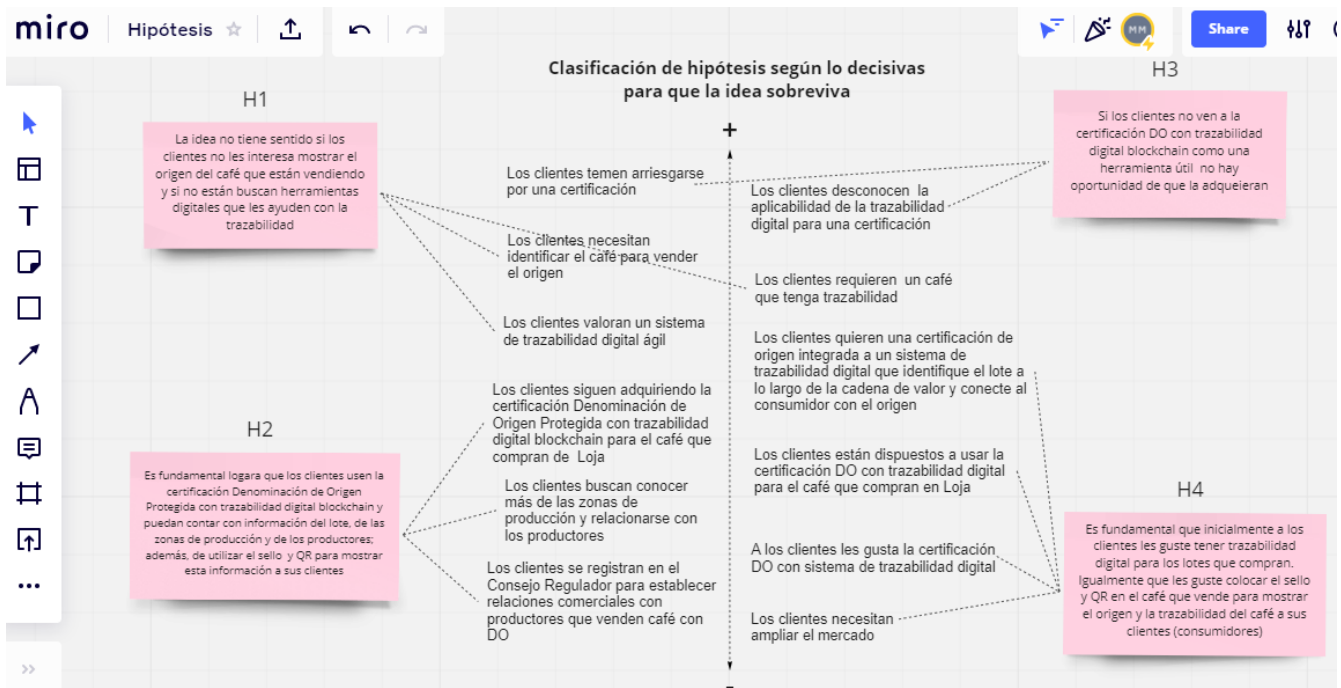 miro
Hipótesis
MM
Share
Clasificación de hipótesis según lo decisivas
para que la idea sobreviva
+
H1
La idea no tiene sentido si los
clientes no les interesa mostrar el
origen del café que están vendiendo
y si no están buscan herramientas
digitales que les ayuden con la
trazabilidad
H3
Si los clientes no ven a la
certificación DO con trazabilidad
digital blockchain como una
herramienta útil no hay
oportunidad de que la adqueieran
Los clientes temen arriesgarse
por una certificación
Los clientes desconocen la
aplicabilidad de la trazabilidad
digital para una certificación
Los clientes necesitan
identificar el café para vender
el origen
Los clientes requieren un café
que tenga trazabilidad
Los clientes valoran un sistema
de trazabilidad digital ágil
Los clientes quieren una certificación de
origen integrada a un sistema de
trazabilidad digital que identifique el lote a
lo largo de la cadena de valor y conecte al
consumidor con el origen
Los clientes siguen adquiriendo la
certificación Denominación de
Origen Protegida con trazabilidad
digital blockchain para el café que
compran de Loja
H2
Es fundamental logara que los clientes usen la
certificación Denominación de Origen
Protegida con trazabilidad digital blockchain y
puedan contar con información del lote, de las
zonas de producción y de los productores;
además, de utilizar el sello y QR para mostrar
esta información a sus clientes
Los clientes están dispuestos a usar la
certificación DO con trazabilidad digital
para el café que compran en Loja
Los clientes buscan conocer
más de las zonas de
producción y relacionarse con
los productores
H4
Es fundamental que inicialmente a los
clientes les guste tener trazabilidad
digital para los lotes que compran.
Igualmente que les guste colocar el sello
y QR en el café que vende para mostrar
el origen y la trazabilidad del café a sus
clientes (consumidores)
A los clientes les gusta la certificación
DO con sistema de trazabilidad digital
Los clientes se registran en el
Consejo Regulador para establecer
relaciones comerciales con
productores que venden café con
DO
Los clientes necesitan
ampliar el mercado
-